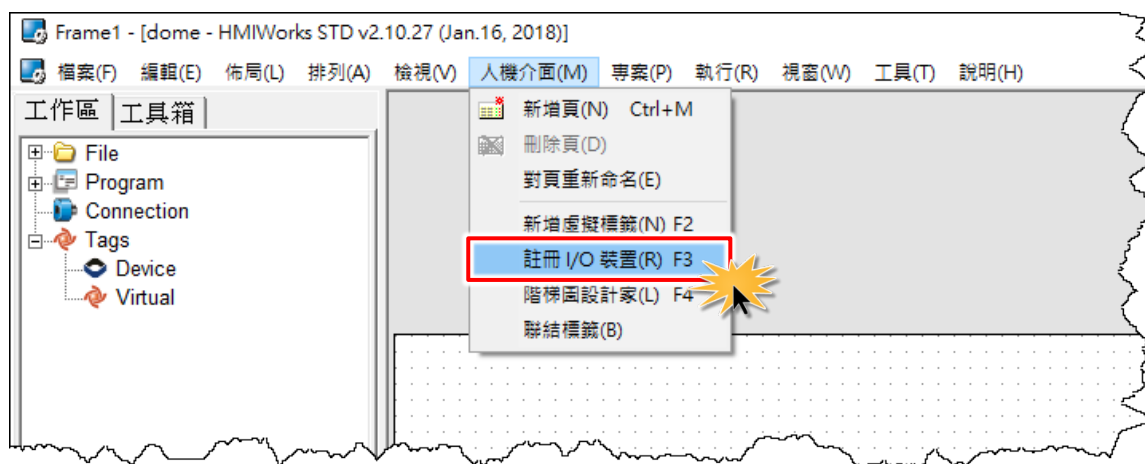 Frame1 - [dome - HMIWorks STD v2.10.27 (Jan.16, 2018)]
檔案(F) 編輯(E) 佈局(L) 排列(A) 檢視(V) 人機介面(M) 專案(P) 執行(R) 視窗(W) 工具(T) 說明(H)
工作區 工具箱
File
Program
Connection
Tags
Device
Virtual
新增頁(N) Ctrl+M
刪除頁(D)
對頁重新命名(E)
新增虛擬標籤(N) F2
註冊 I/O 裝置(R) F3
階梯圖設計家(L) F4
聯結標籤(B)